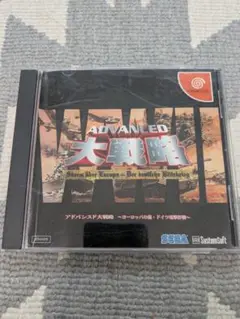 ADVANCED
大戦略
Sturm über Europa - Der deutsche Blitzkrieg
アドバンスド大戦略 ～ヨーロッパの嵐・ドイツ電撃作戦～
SystemSoft